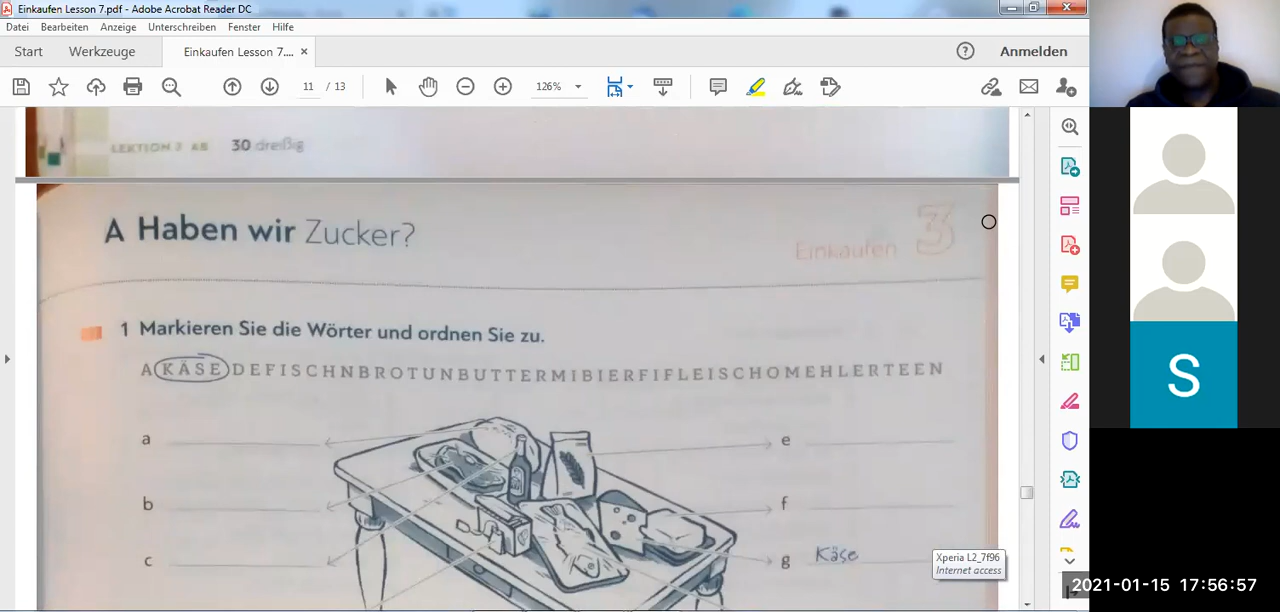 Einkaufen Lesson 7.pdf - Adobe Acrobat Reader DC
Datei Bearbeiten Anzeige Unterschreiben Fenster Hilfe
Start Werkzeuge Einkaufen Lesson 7.... × Anmelden
11 / 13 126%
LEKTION 3 AB 30 dreißig
A Haben wir Zucker?
Einkaufen 3
1 Markieren Sie die Wörter und ordnen Sie zu.
AKÄSEDEFISCHNBROTUNBUTTERMIBIERFIFLEISCHOMEHLERTEEN
a
e
b
f
c
g Käse
Xperia L2_7f96
Internet access
S
2021-01-15 17:56:57